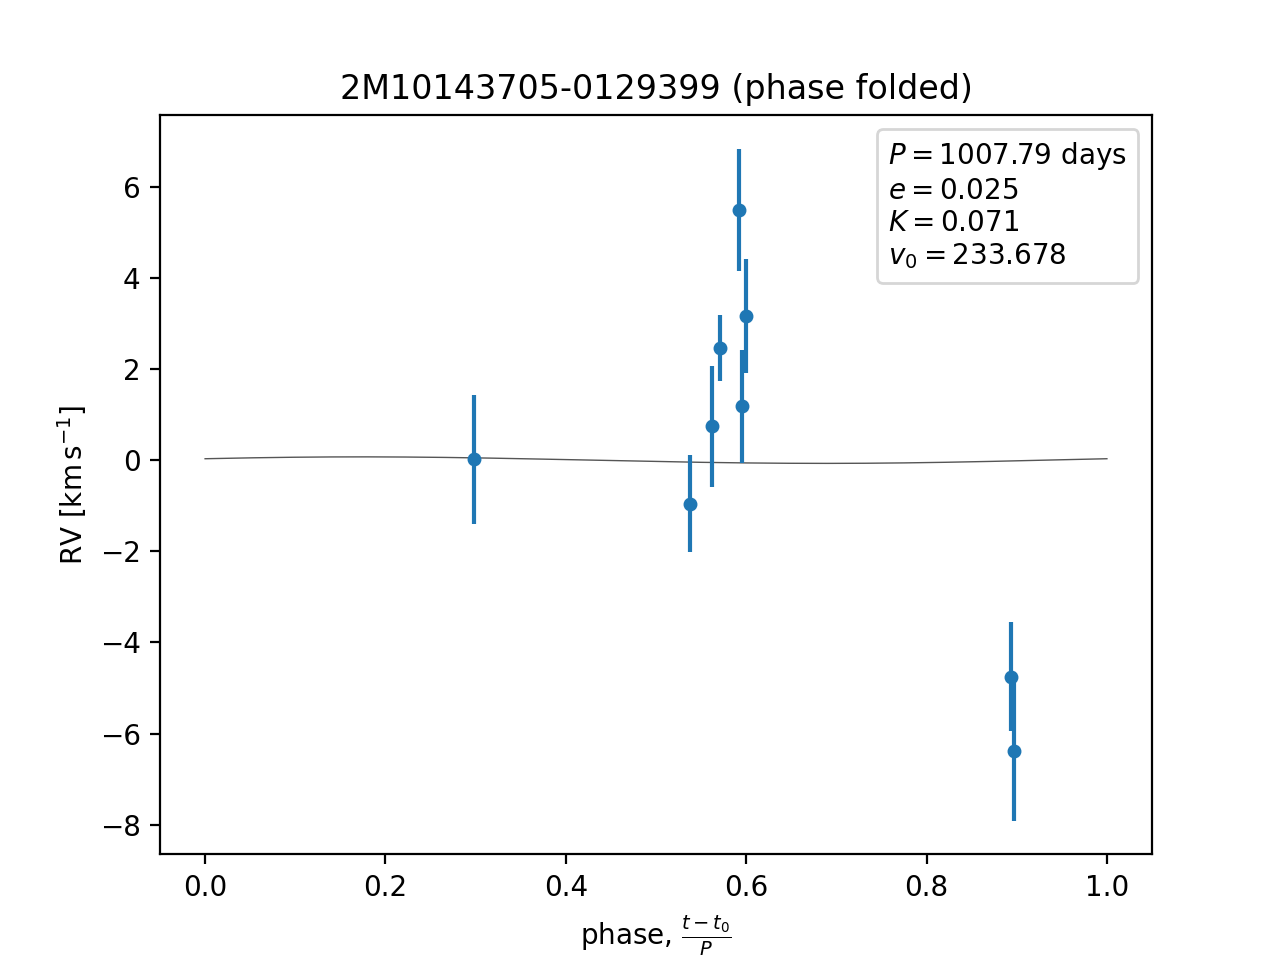 2M10143705-0129399 (phase folded)
P = 1007.79 days
e = 0.025
K = 0.071
v₀ = 233.678
6
4
2
0
−2
−4
−6
−8
RV [km s⁻¹]
0.0 0.2 0.4 0.6 0.8 1.0
phase, (t − t₀)/P